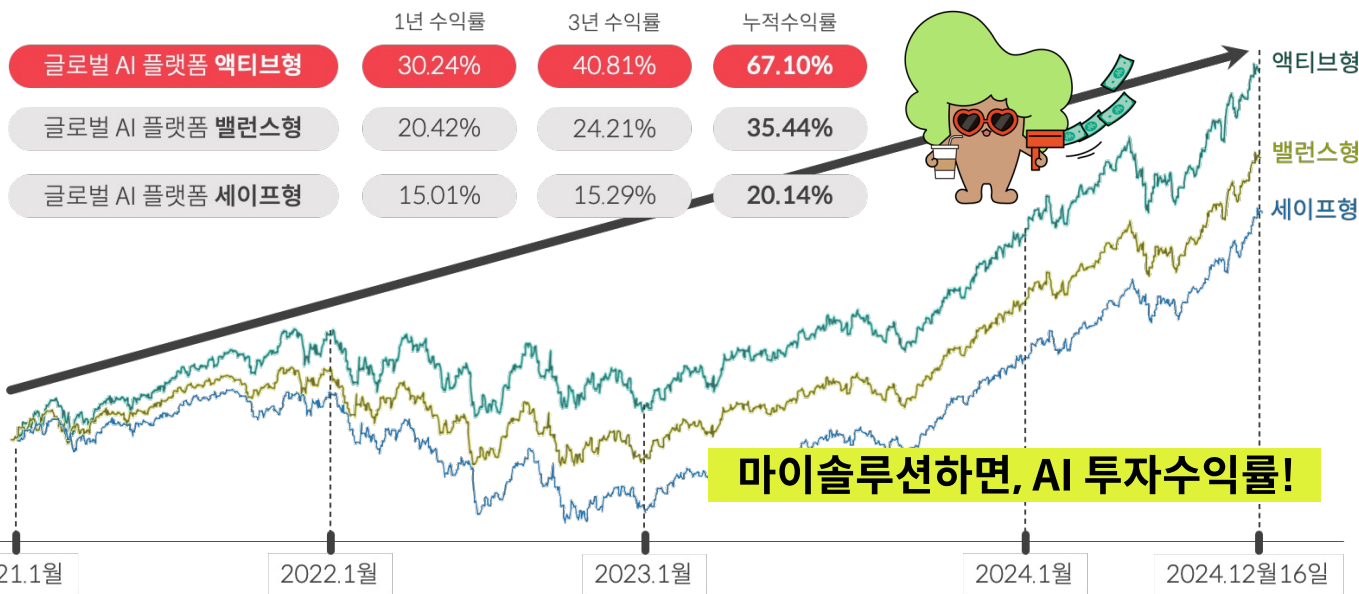 1년 수익률 3년 수익률 누적수익률
글로벌 AI 플랫폼 액티브형 30.24% 40.81% 67.10%
글로벌 AI 플랫폼 밸런스형 20.42% 24.21% 35.44%
글로벌 AI 플랫폼 세이프형 15.01% 15.29% 20.14%
액티브형
밸런스형
세이프형
마이솔루션하면, AI 투자수익률!
21.1월 2022.1월 2023.1월 2024.1월 2024.12월16일